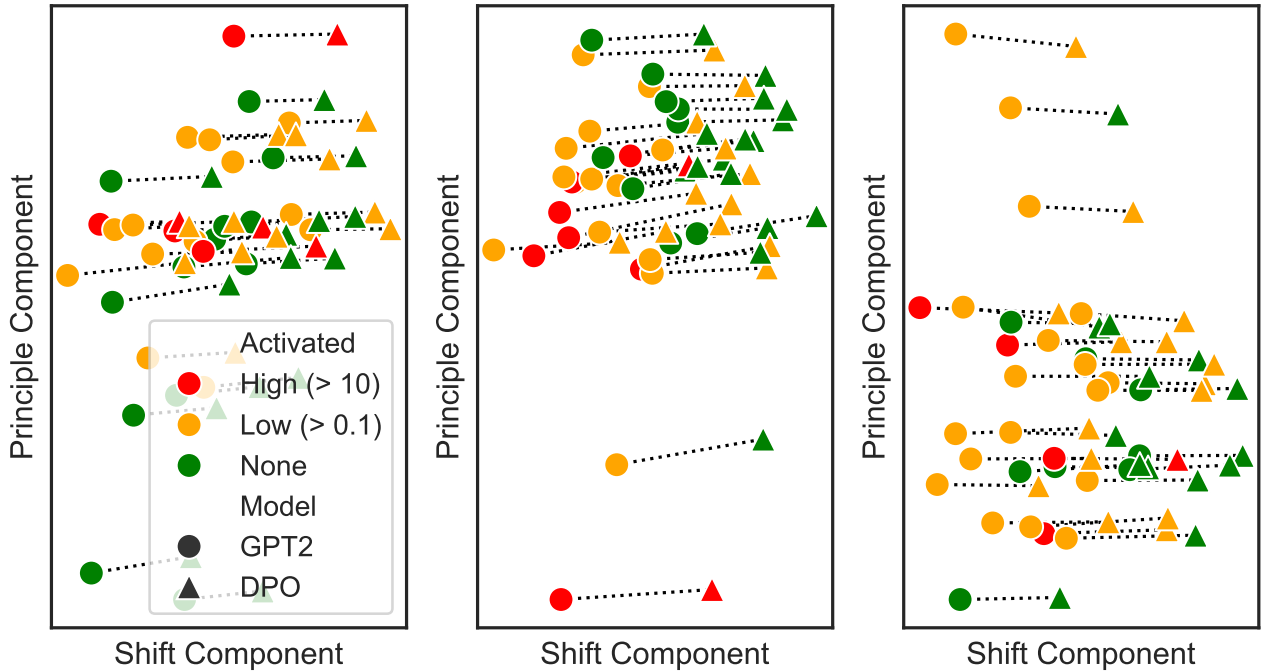 Principle Component
Shift Component
Activated
High (> 10)
Low (> 0.1)
None
Model
GPT2
DPO
Principle Component
Shift Component
Principle Component
Shift Component